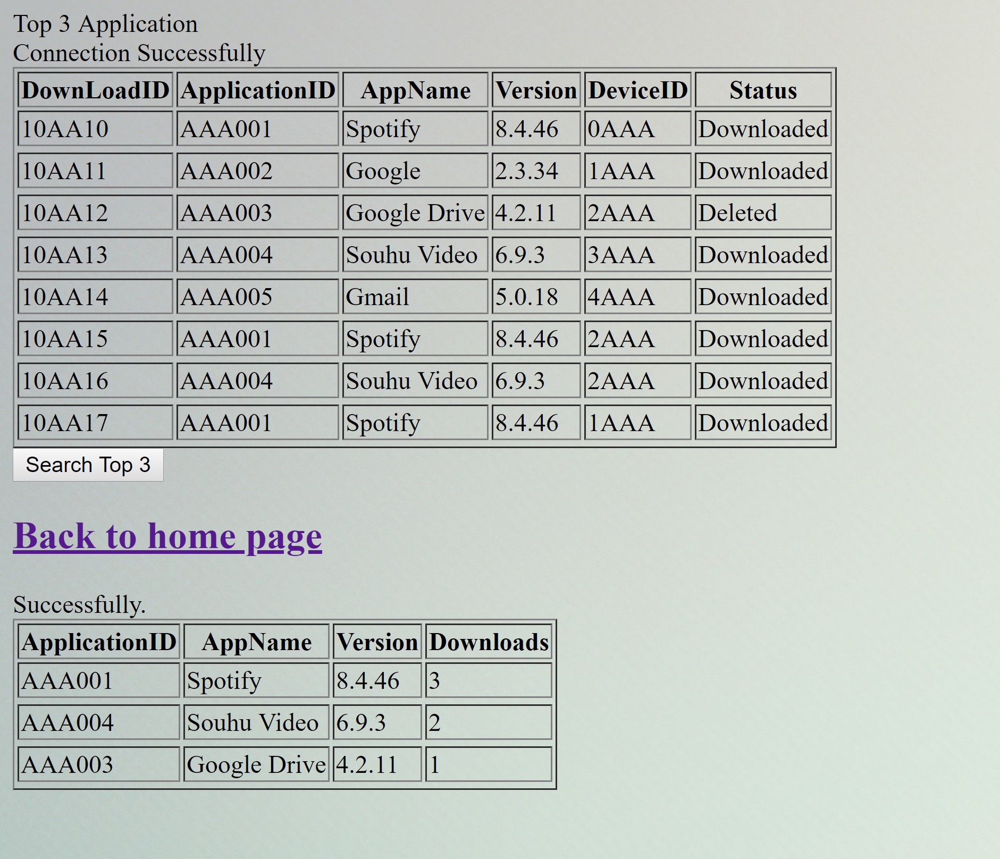 Top 3 Application
Connection Successfully
DownLoadID ApplicationID AppName Version DeviceID Status
10AA10 AAA001 Spotify 8.4.46 0AAA Downloaded
10AA11 AAA002 Google 2.3.34 1AAA Downloaded
10AA12 AAA003 Google Drive 4.2.11 2AAA Deleted
10AA13 AAA004 Souhu Video 6.9.3 3AAA Downloaded
10AA14 AAA005 Gmail 5.0.18 4AAA Downloaded
10AA15 AAA001 Spotify 8.4.46 2AAA Downloaded
10AA16 AAA004 Souhu Video 6.9.3 2AAA Downloaded
10AA17 AAA001 Spotify 8.4.46 1AAA Downloaded
Search Top 3
Back to home page
Successfully.
ApplicationID AppName Version Downloads
AAA001 Spotify 8.4.46 3
AAA004 Souhu Video 6.9.3 2
AAA003 Google Drive 4.2.11 1